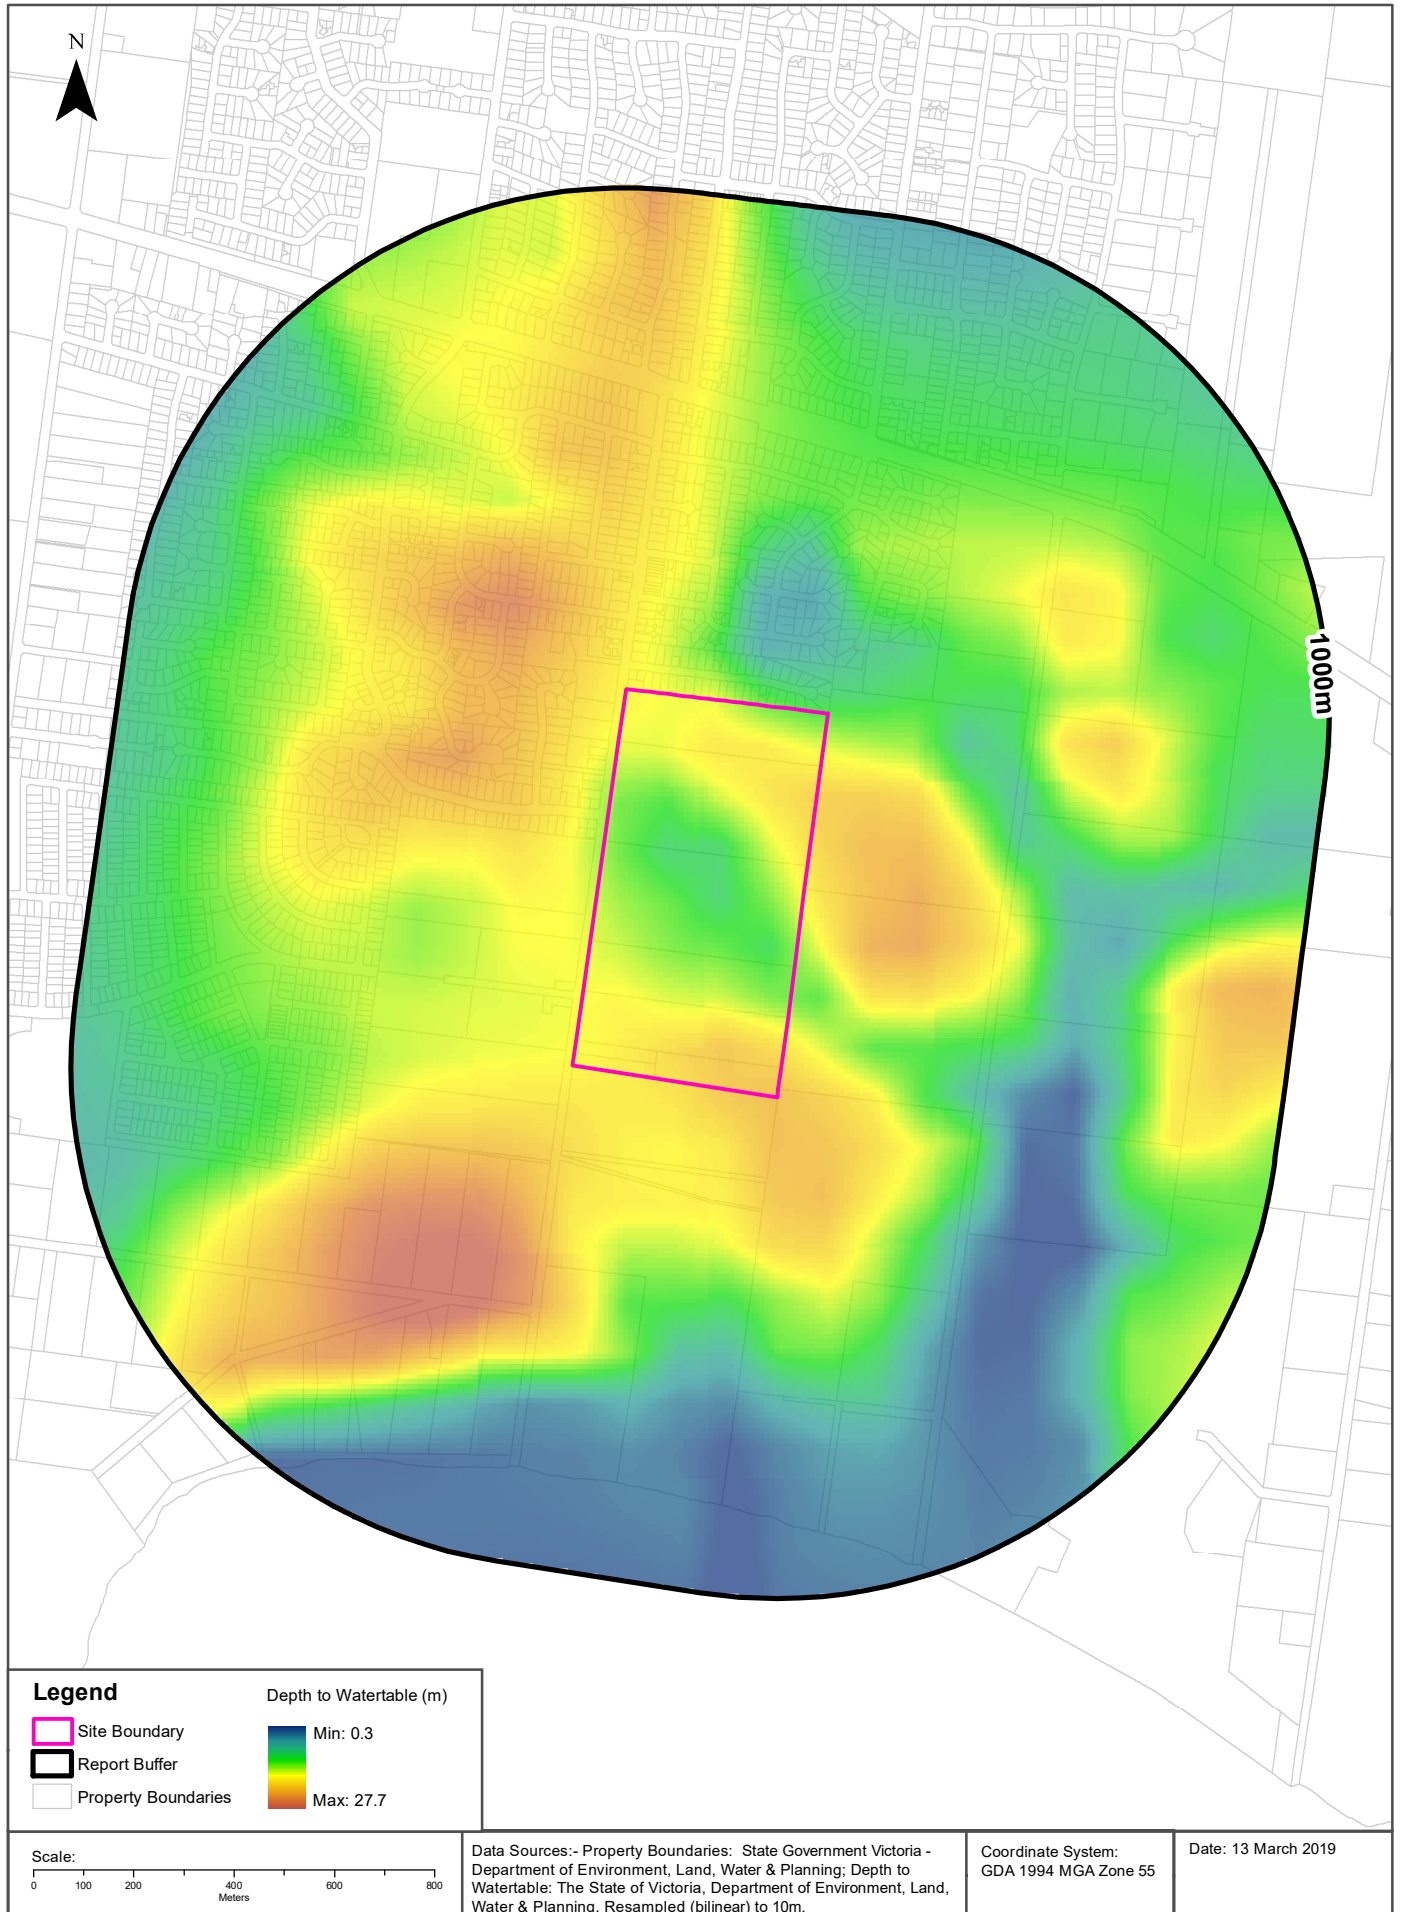 N
1000m
Legend
Site Boundary
Report Buffer
Property Boundaries
Depth to Watertable (m)
Min: 0.3
Max: 27.7
Scale:
0 100 200 400 600 800
Meters
Data Sources:- Property Boundaries: State Government Victoria -
Department of Environment, Land, Water & Planning; Depth to
Watertable: The State of Victoria, Department of Environment, Land,
Water & Planning. Resampled (bilinear) to 10m.
Coordinate System:
GDA 1994 MGA Zone 55
Date: 13 March 2019